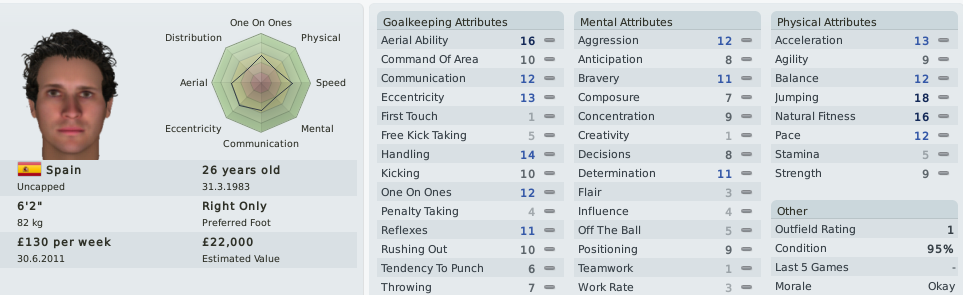 One On Ones
Distribution
Physical
Aerial
Speed
Eccentricity
Mental
Communication
Spain
26 years old
Uncapped
31.3.1983
6'2"
Right Only
82 kg
Preferred Foot
£130 per week
£22,000
30.6.2011
Estimated Value
Goalkeeping Attributes
Aerial Ability 16
Command Of Area 10
Communication 12
Eccentricity 13
First Touch 1
Free Kick Taking 5
Handling 14
Kicking 10
One On Ones 12
Penalty Taking 4
Reflexes 11
Rushing Out 10
Tendency To Punch 6
Throwing 7
Mental Attributes
Aggression 12
Anticipation 8
Bravery 11
Composure 7
Concentration 9
Creativity 1
Decisions 8
Determination 11
Flair 3
Influence 4
Off The Ball 5
Positioning 9
Teamwork 1
Work Rate 3
Physical Attributes
Acceleration 13
Agility 9
Balance 12
Jumping 18
Natural Fitness 16
Pace 12
Stamina 5
Strength 9
Other
Outfield Rating 1
Condition 95%
Last 5 Games -
Morale Okay